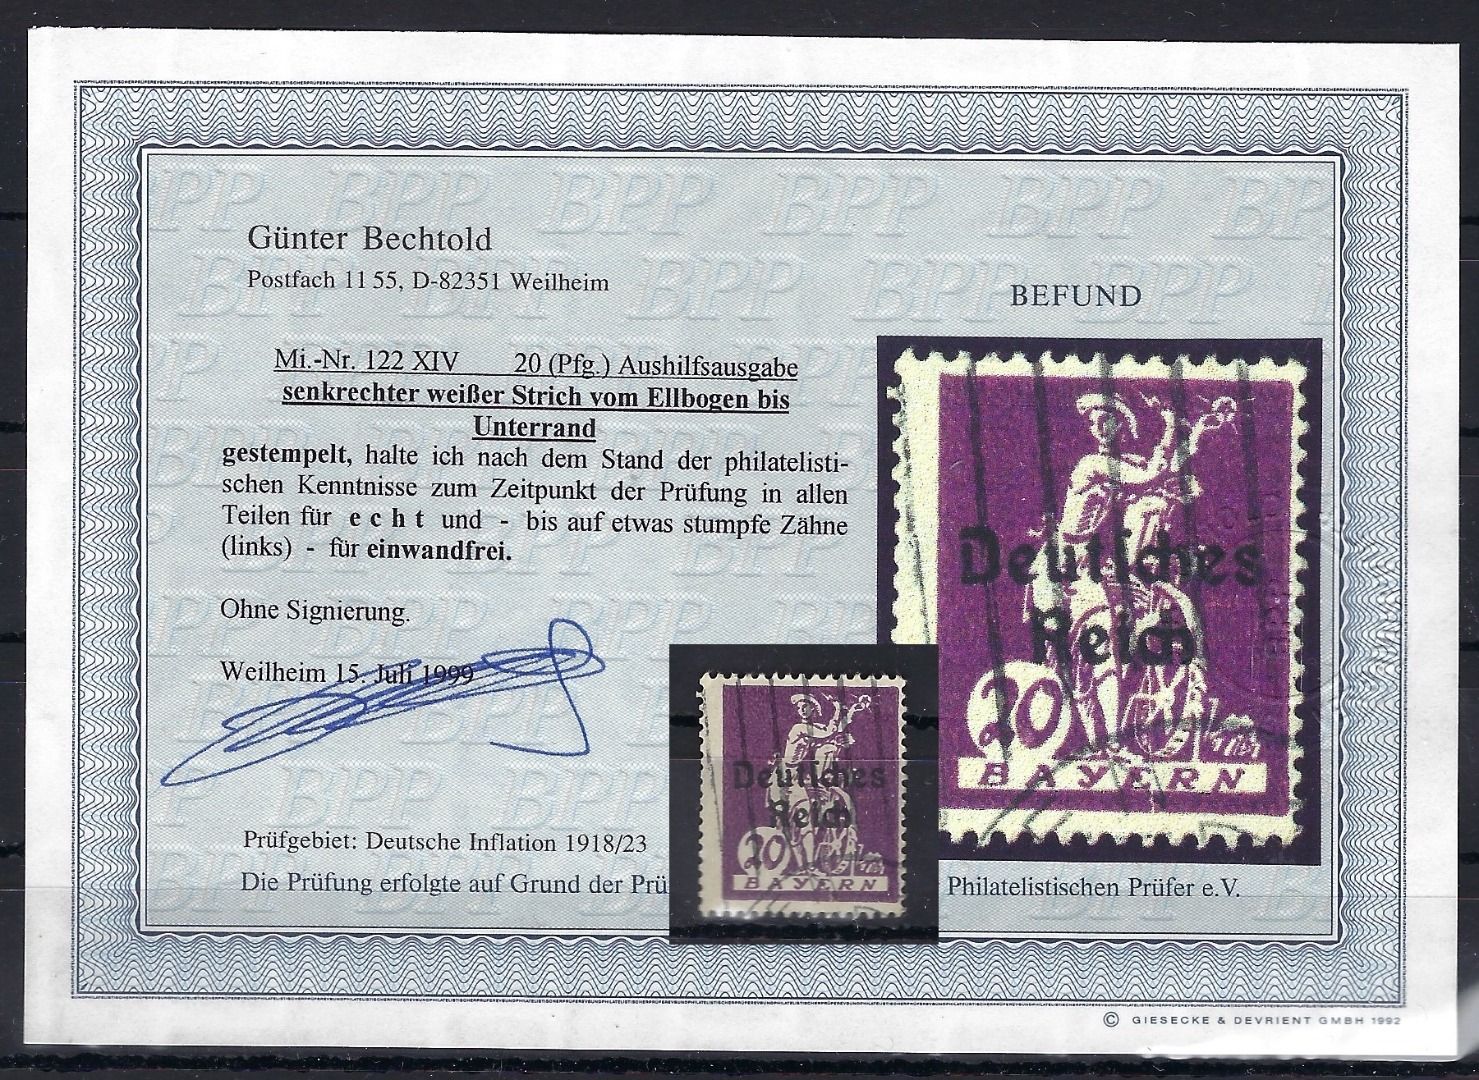 Günter Bechtold
Postfach 11 55, D-82351 Weilheim
BEFUND
Mi.-Nr. 122 XIV 20 (Pfg.) Aushilfsausgabe
senkrechter weißer Strich vom Ellbogen bis
Unterrand
gestempelt, halte ich nach dem Stand der philatelisti-
schen Kenntnisse zum Zeitpunkt der Prüfung in allen
Teilen für e c h t und - bis auf etwas stumpfe Zähne
(links) - für einwandfrei.
Ohne Signierung.
Weilheim 15. Juli 1999
Prüfgebiet: Deutsche Inflation 1918/23
Die Prüfung erfolgte auf Grund der Prü
Philatelistischen Prüfer e.V.
Deutsches
Reich
20
BAYERN
Deutsches
Reich
20
BAYERN
© GIESECKE & DEVRIENT GMBH 1992